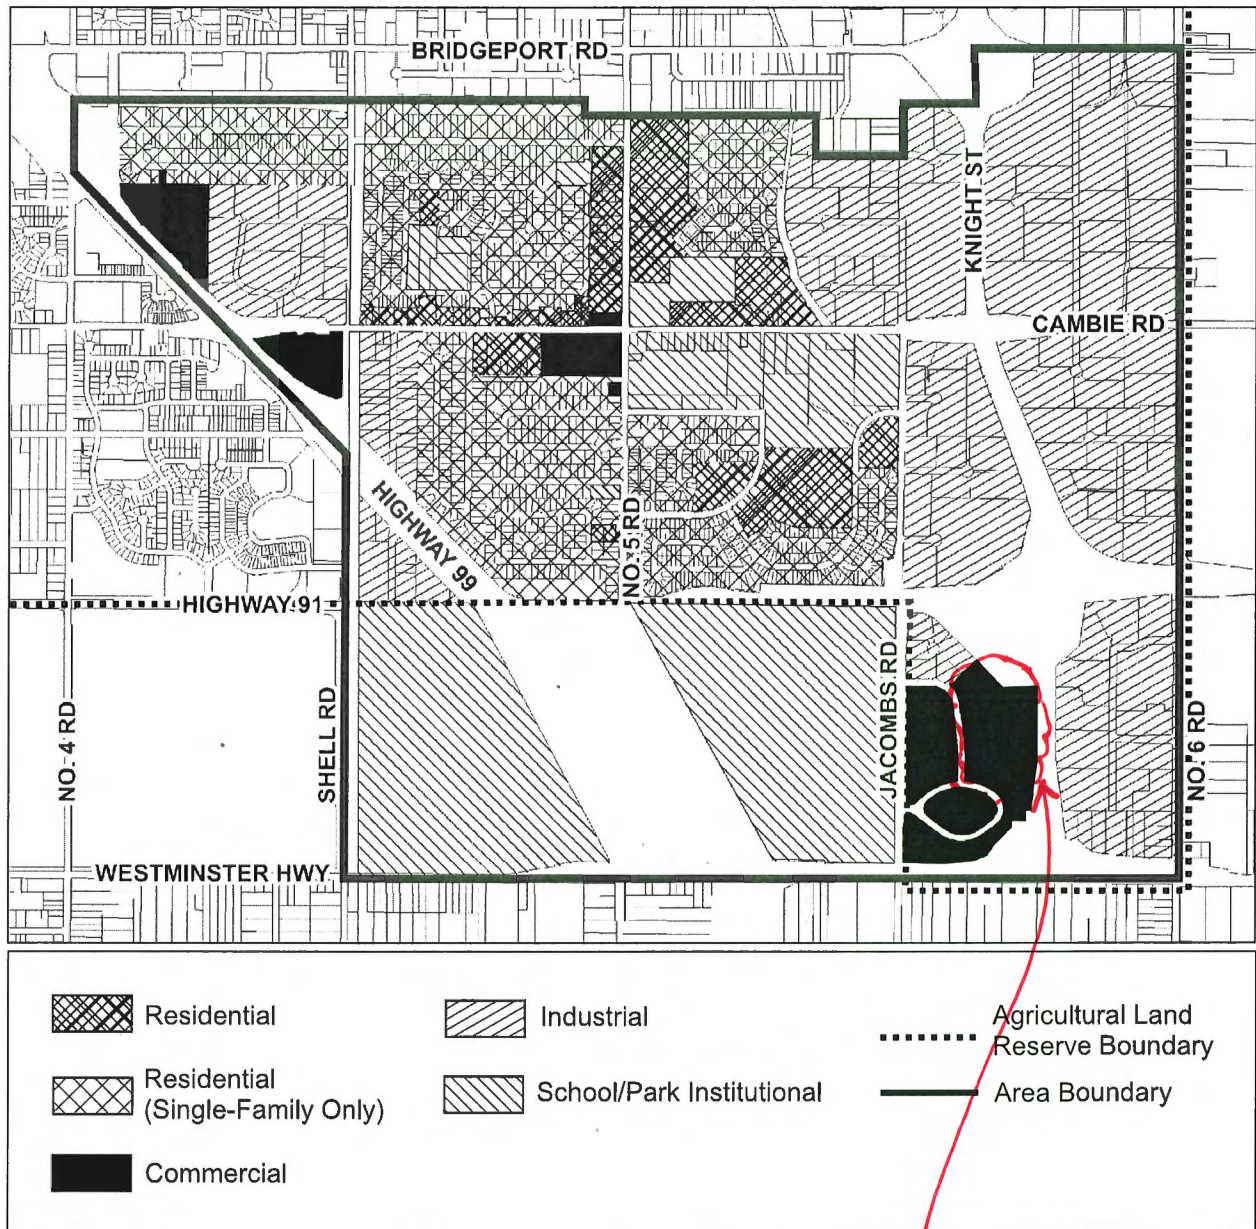 BRIDGEPORT RD
KNIGHT ST
CAMBIE RD
HIGHWAY 99
NO. 5 RD
HIGHWAY 91
NO. 4 RD
SHELL RD
JACOMBS RD
NO. 6 RD
WESTMINSTER HWY
Residential
Industrial
Agricultural Land
Reserve Boundary
Residential
(Single-Family Only)
School/Park Institutional
Area Boundary
Commercial